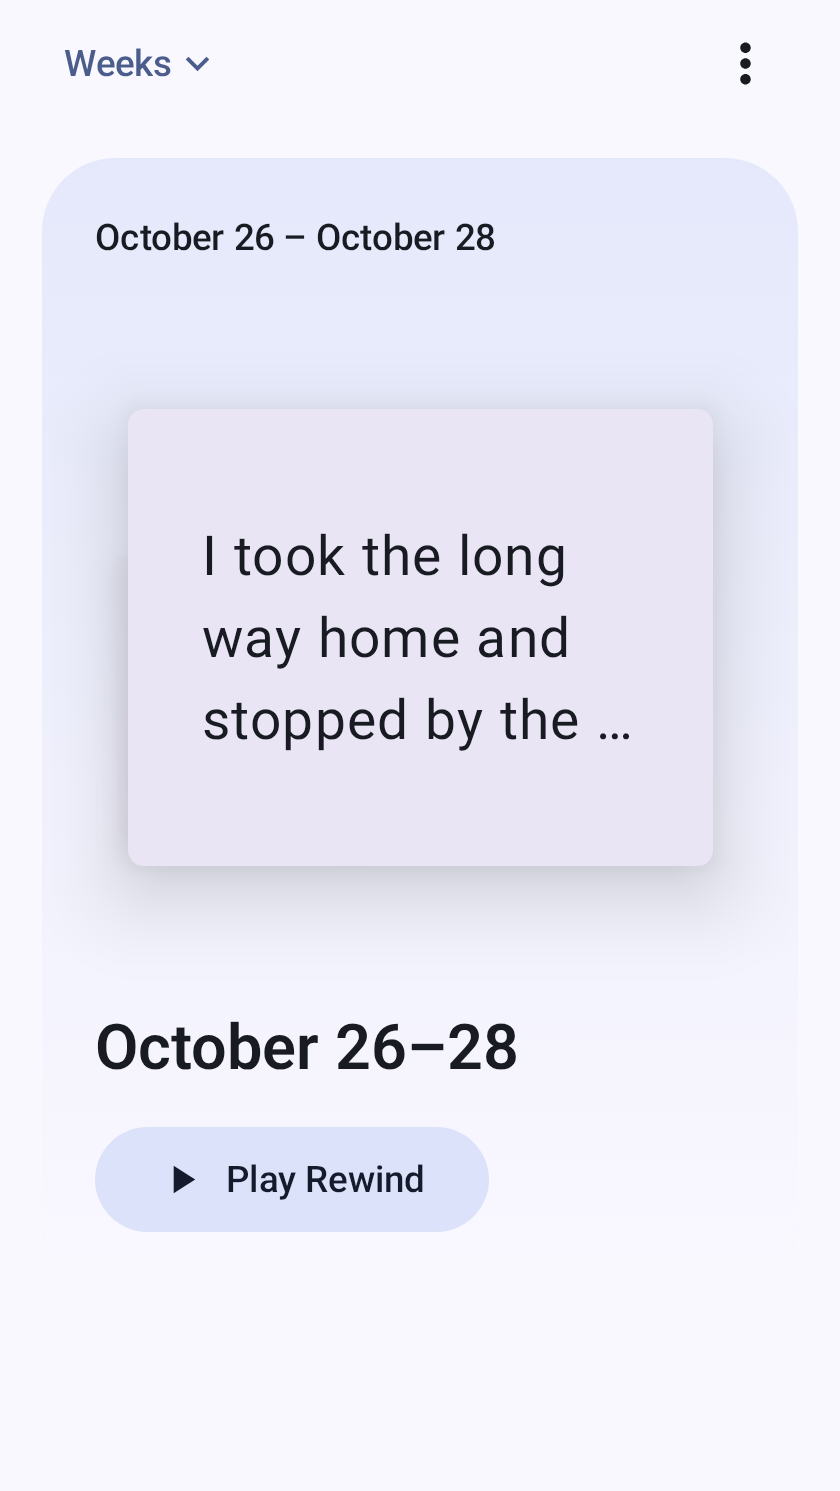 Weeks
October 26 – October 28
I took the long
way home and
stopped by the ...
October 26–28
Play Rewind